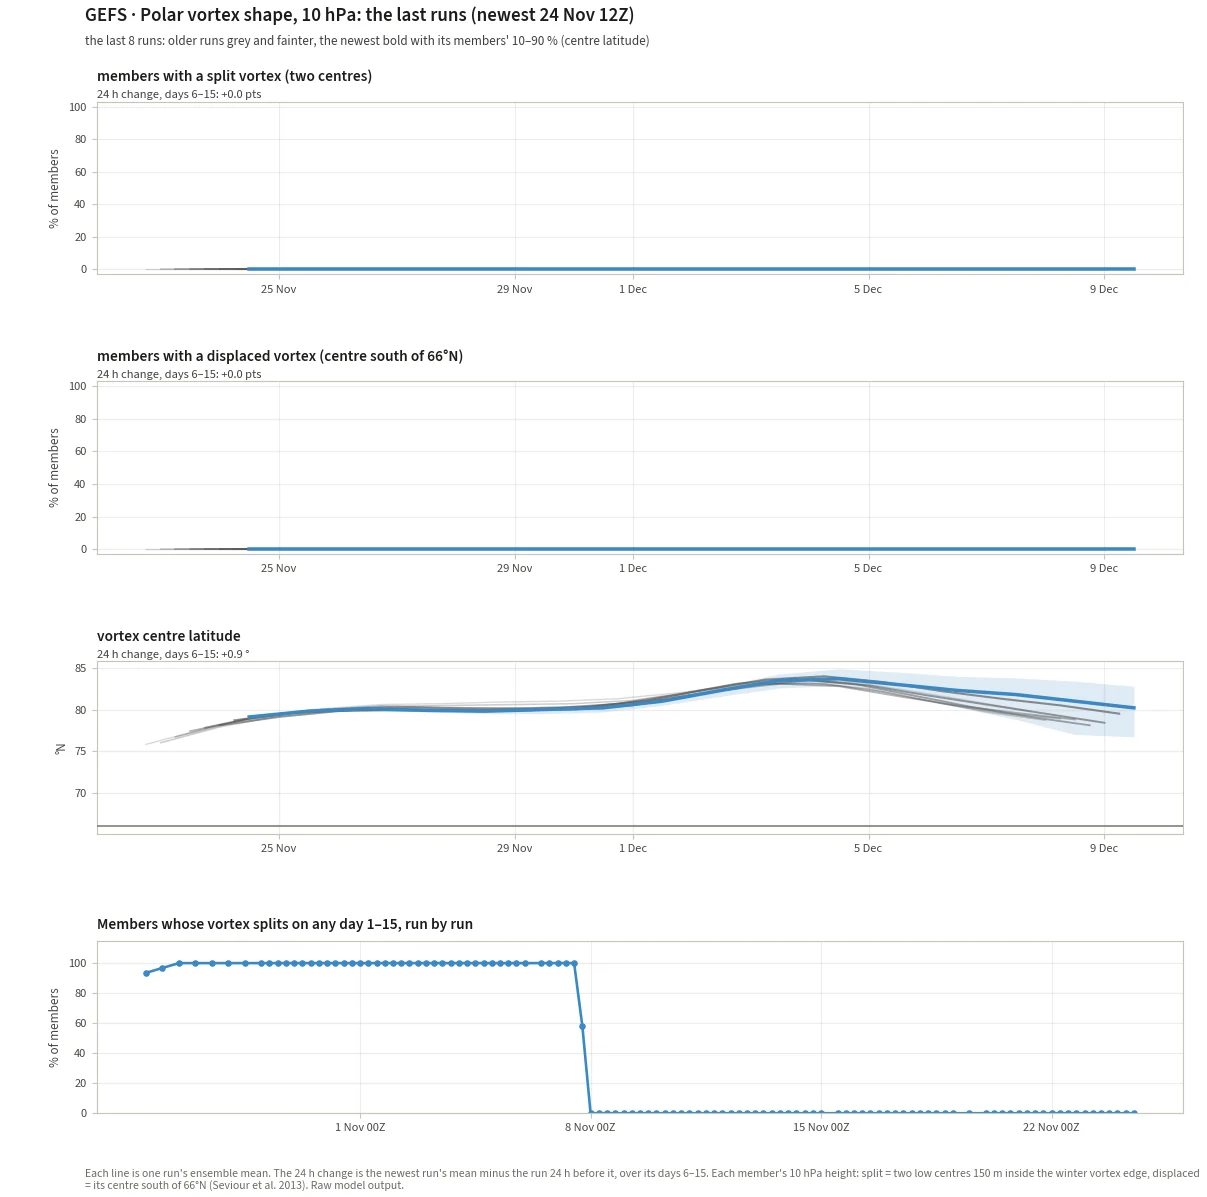 GEFS · Polar vortex shape, 10 hPa: the last runs (newest 24 Nov 12Z)
the last 8 runs: older runs grey and fainter, the newest bold with its members' 10–90 % (centre latitude)
members with a split vortex (two centres)
24 h change, days 6–15: +0.0 pts
% of members
100
80
60
40
20
0
25 Nov
29 Nov
1 Dec
5 Dec
9 Dec
members with a displaced vortex (centre south of 66°N)
24 h change, days 6–15: +0.0 pts
% of members
100
80
60
40
20
0
25 Nov
29 Nov
1 Dec
5 Dec
9 Dec
vortex centre latitude
24 h change, days 6–15: +0.9 °
°N
85
80
75
70
25 Nov
29 Nov
1 Dec
5 Dec
9 Dec
Members whose vortex splits on any day 1–15, run by run
% of members
100
80
60
40
20
0
1 Nov 00Z
8 Nov 00Z
15 Nov 00Z
22 Nov 00Z
Each line is one run's ensemble mean. The 24 h change is the newest run's mean minus the run 24 h before it, over its days 6–15. Each member's 10 hPa height: split = two low centres 150 m inside the winter vortex edge, displaced
= its centre south of 66°N (Seviour et al. 2013). Raw model output.